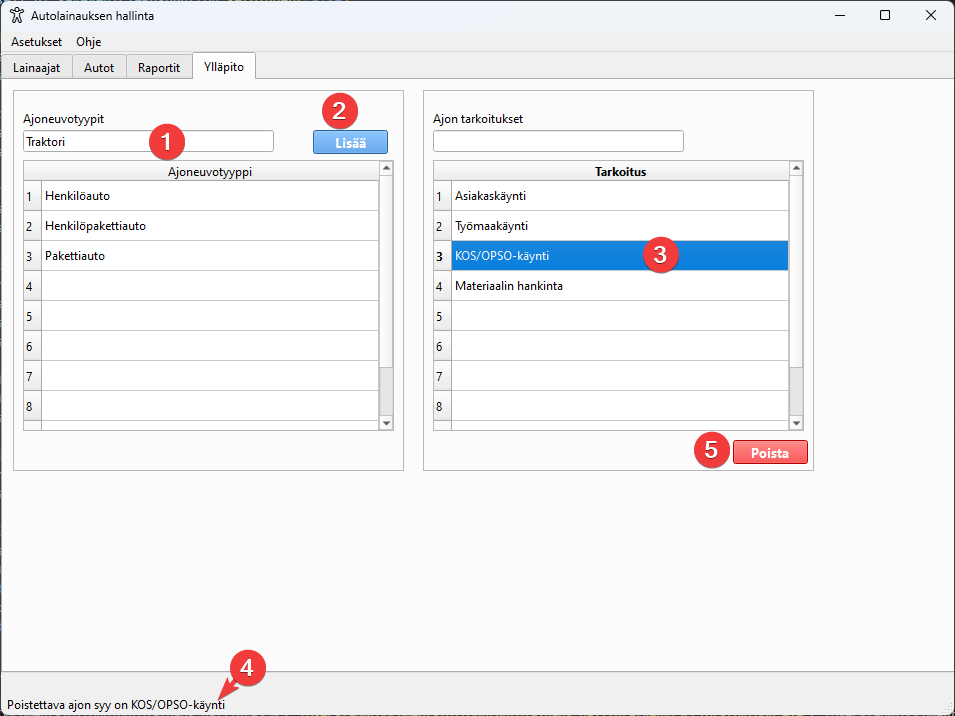 Autolainauksen hallinta
Asetukset Ohje
Lainaajat Autot Raportit Ylläpito
Ajoneuvotyypit
Traktori 1
2
Lisää
Ajoneuvotyyppi
1 Henkilöauto
2 Henkilöpakettiauto
3 Pakettiauto
4
5
6
7
8
Ajon tarkoitukset
Tarkoitus
1 Asiakaskäynti
2 Työmaakäynti
3 KOS/OPSO-käynti 3
4 Materiaalin hankinta
5
6
7
8
5 Poista
4
Poistettava ajon syy on KOS/OPSO-käynti